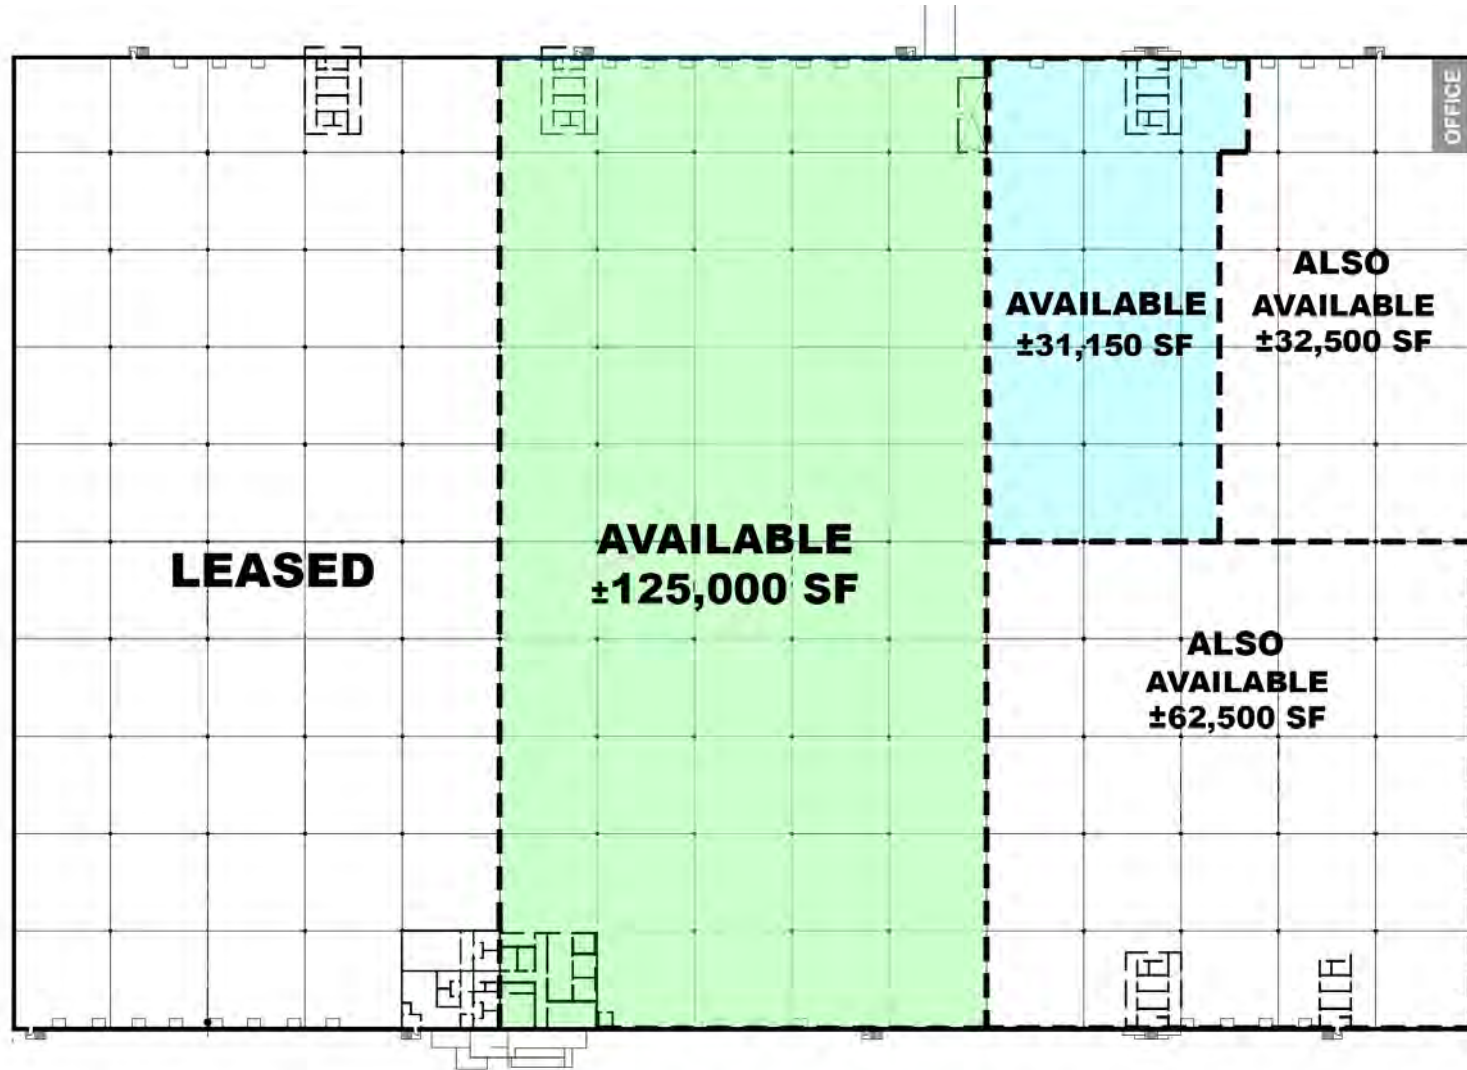 OFFICE
ALSO
AVAILABLE
±32,500 SF
AVAILABLE
±31,150 SF
AVAILABLE
±125,000 SF
LEASED
ALSO
AVAILABLE
±62,500 SF